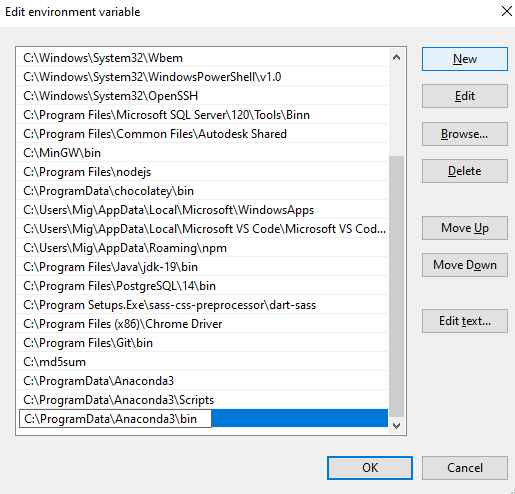 Edit environment variable
C:\Windows\System32\Wbem
C:\Windows\System32\WindowsPowerShell\v1.0
C:\Windows\System32\OpenSSH
C:\Program Files\Microsoft SQL Server\120\Tools\Binn
C:\Program Files\Common Files\Autodesk Shared
C:\MinGW\bin
C:\Program Files\nodejs
C:\ProgramData\chocolatey\bin
C:\Users\Mig\AppData\Local\Microsoft\WindowsApps
C:\Users\Mig\AppData\Local\Microsoft VS Code\Microsoft VS Cod...
C:\Users\Mig\AppData\Roaming\npm
C:\Program Files\Java\jdk-19\bin
C:\Program Files\PostgreSQL\14\bin
C:\Program Setups.Exe\sass-css-preprocessor\dart-sass
C:\Program Files (x86)\Chrome Driver
C:\Program Files\Git\bin
C:\md5sum
C:\ProgramData\Anaconda3
C:\ProgramData\Anaconda3\Scripts
C:\ProgramData\Anaconda3\bin
New
Edit
Browse...
Delete
Move Up
Move Down
Edit text...
OK
Cancel